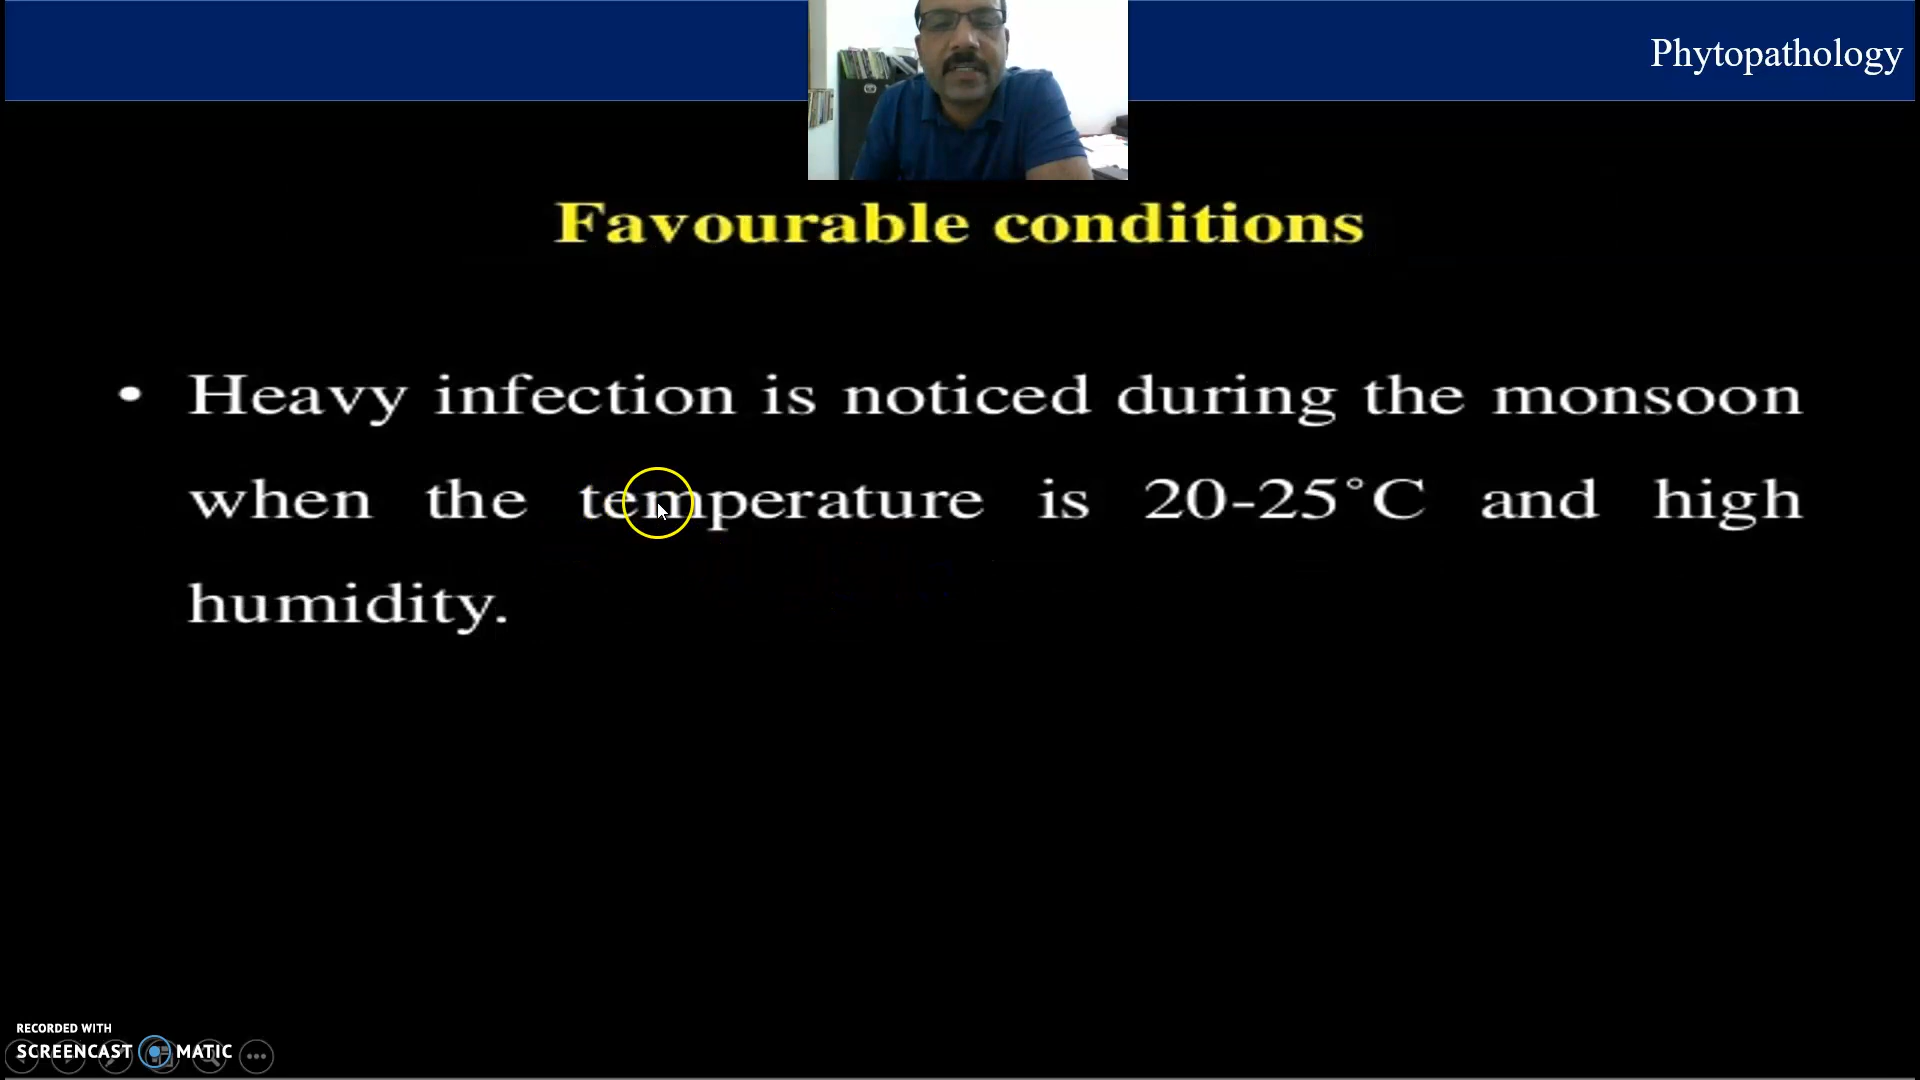 Phytopathology
Favourable conditions
• Heavy infection is noticed during the monsoon
when the temperature is 20-25˚C and high
humidity.
RECORDED WITH
SCREENCAST MATIC